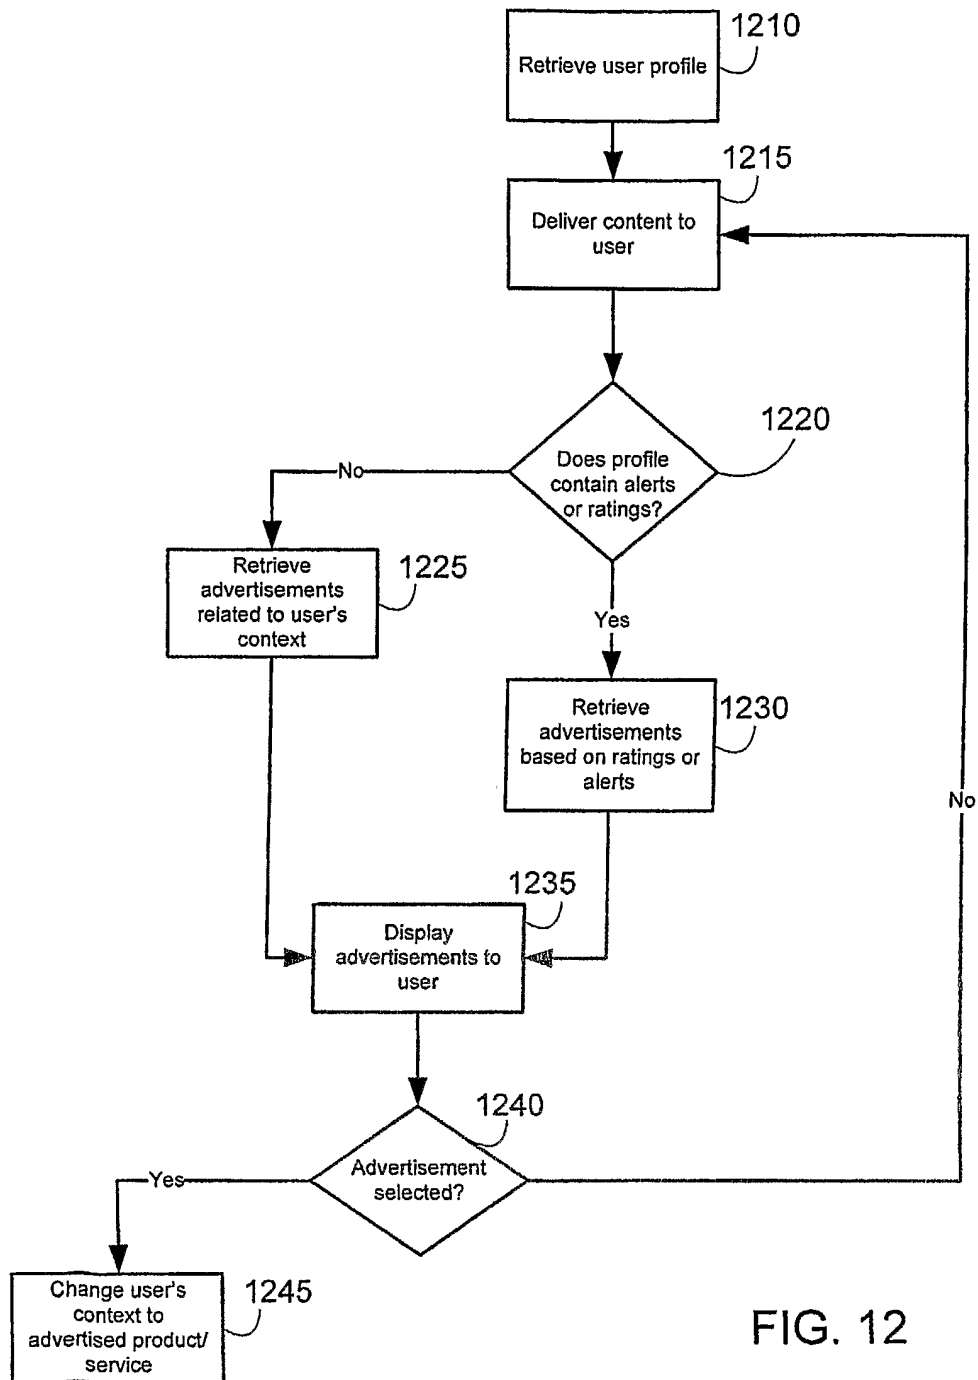 1210
Retrieve user profile
1215
Deliver content to
user
1220
Does profile
contain alerts
or ratings?
No
1225
Retrieve
advertisements
related to user's
context
Yes
1230
Retrieve
advertisements
based on ratings or
alerts
No
1235
Display
advertisements to
user
1240
Advertisement
selected?
Yes
1245
Change user's
context to
advertised product/
service
FIG. 12